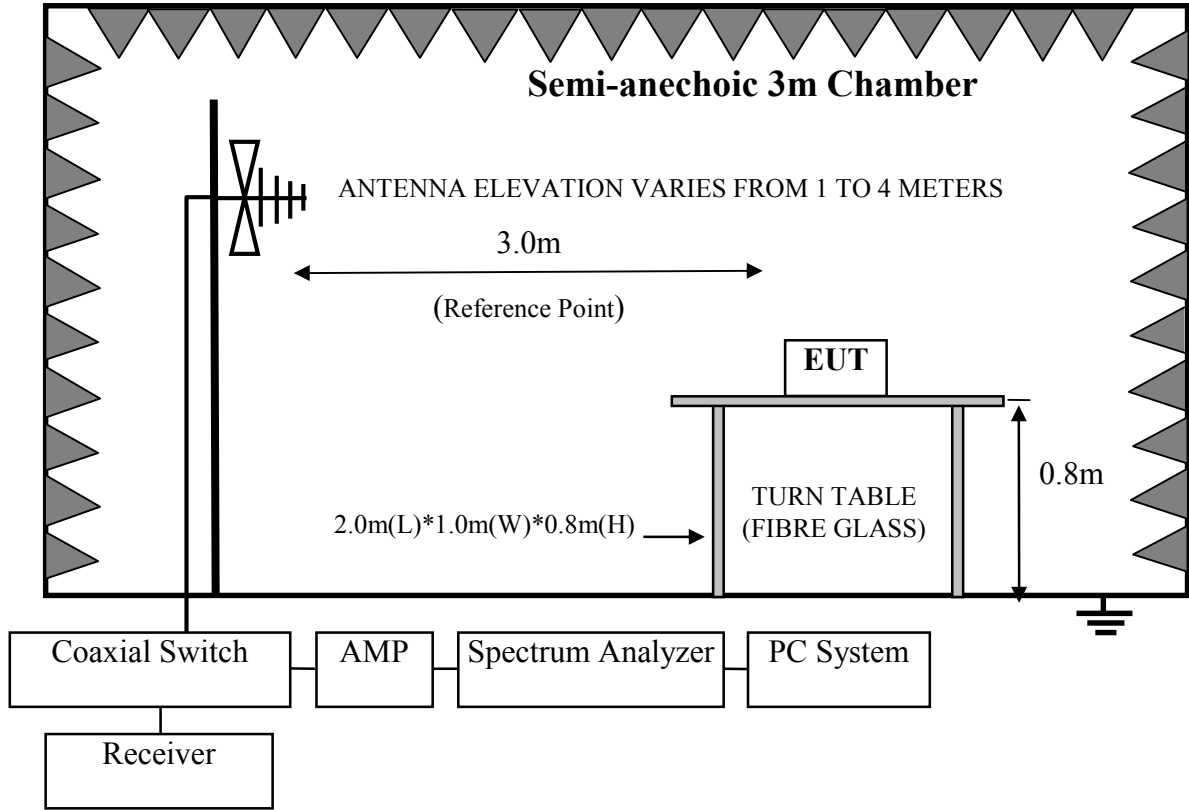 Semi-anechoic 3m Chamber
ANTENNA ELEVATION VARIES FROM 1 TO 4 METERS
3.0m
(Reference Point)
EUT
0.8m
TURN TABLE
(FIBRE GLASS)
2.0m(L)*1.0m(W)*0.8m(H)
Coaxial Switch
AMP
Spectrum Analyzer
PC System
Receiver